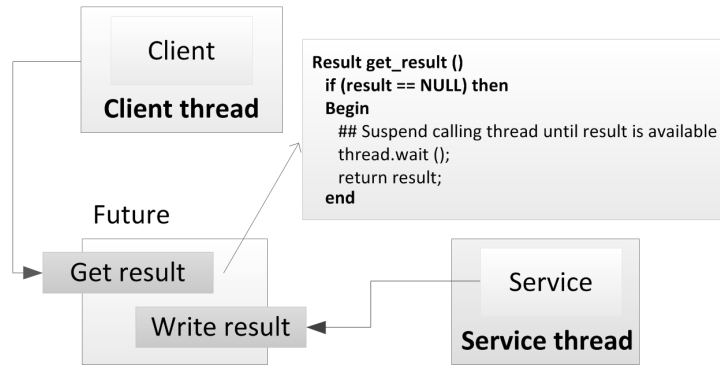 Client
Client thread
Result get_result ()
if (result == NULL) then
Begin
## Suspend calling thread until result is available
thread.wait ();
return result;
end
Future
Get result
Write result
Service
Service thread